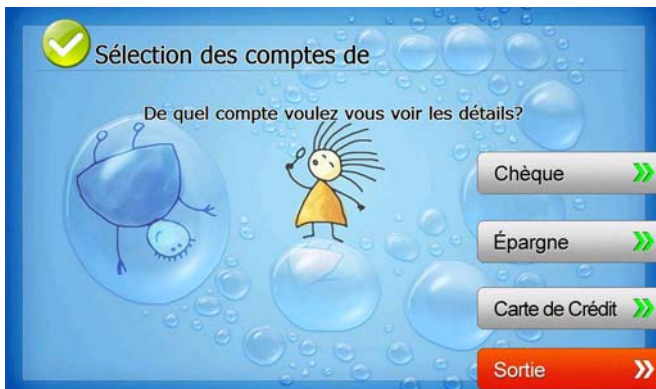 Sélection des comptes de
De quel compte voulez vous voir les détails?
Chèque
Épargne
Carte de Crédit
Sortie